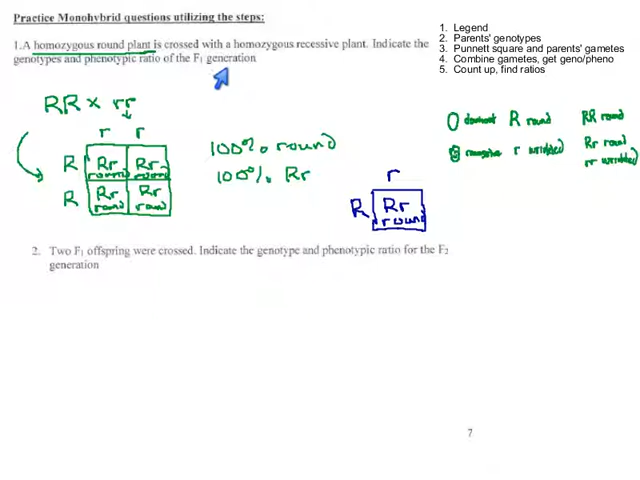 Practice Monohybrid questions utilizing the steps:
1.A homozygous round plant is crossed with a homozygous recessive plant. Indicate the
genotypes and phenotypic ratio of the F1 generation
1. Legend
2. Parents' genotypes
3. Punnett square and parents' gametes
4. Combine gametes, get geno/pheno
5. Count up, find ratios
RR x rr
r r
R Rr round Rr round
R Rr round Rr round
100% round
100% Rr
r
R Rr round
dominant R round RR round
recessive r wrinkled Rr round
rr wrinkled
2. Two F1 offspring were crossed. Indicate the genotype and phenotypic ratio for the F2
generation
7